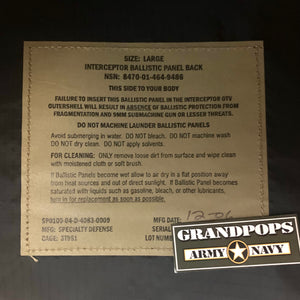 SIZE: LARGE
INTERCEPTOR BALLISTIC PANEL BACK
NSN: 8470-01-464-9486
THIS SIDE TO YOUR BODY
FAILURE TO INSERT THIS BALLISTIC PANEL IN THE INTERCEPTOR OTV
OUTERSHELL WILL RESULT IN ABSENCE OF BALLISTIC PROTECTION FROM
FRAGMENTATION AND 9MM SUBMACHINE GUN OR LESSER THREATS.
DO NOT MACHINE LAUNDER BALLISTIC PANELS
Avoid submerging in water. DO NOT bleach. DO NOT machine wash
DO NOT dry clean. DO NOT apply solvents.
FOR CLEANING: ONLY remove loose dirt from surface and wipe clean
with moistened cloth or soft brush.
If Ballistic Panels become wet allow to air dry in a flat position away
from heat sources and out of direct sunlight. If Ballistic Panel becomes
saturated with liquids such as gasoline, bleach, or other lubricants,
turn in for replacement as soon as possible.
SPO100-04-D-4063-0009
MFG: SPECIALTY DEFENSE
CAGE: 3TDS1
DATE:
SERIAL
LOT NUMBER
GRANDPOPS
ARMY NAVY